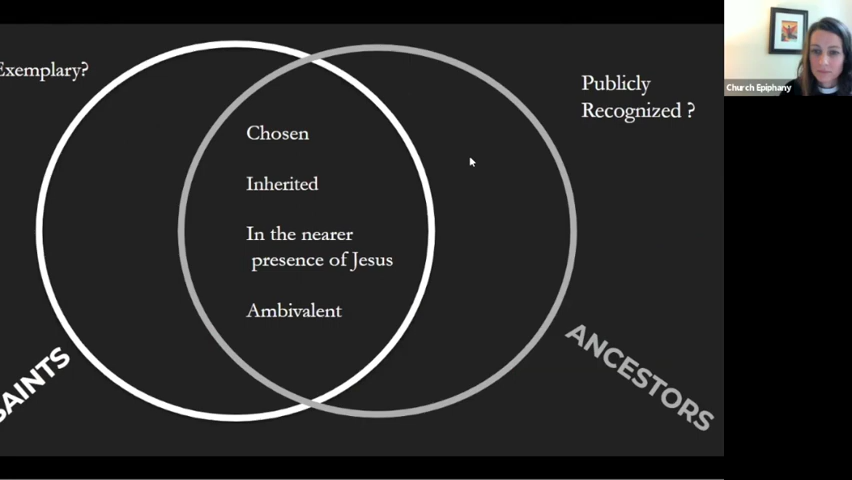 Exemplary?
Publicly
Recognized ?
Chosen
Inherited
In the nearer
presence of Jesus
Ambivalent
SAINTS
ANCESTORS
Church Epiphany